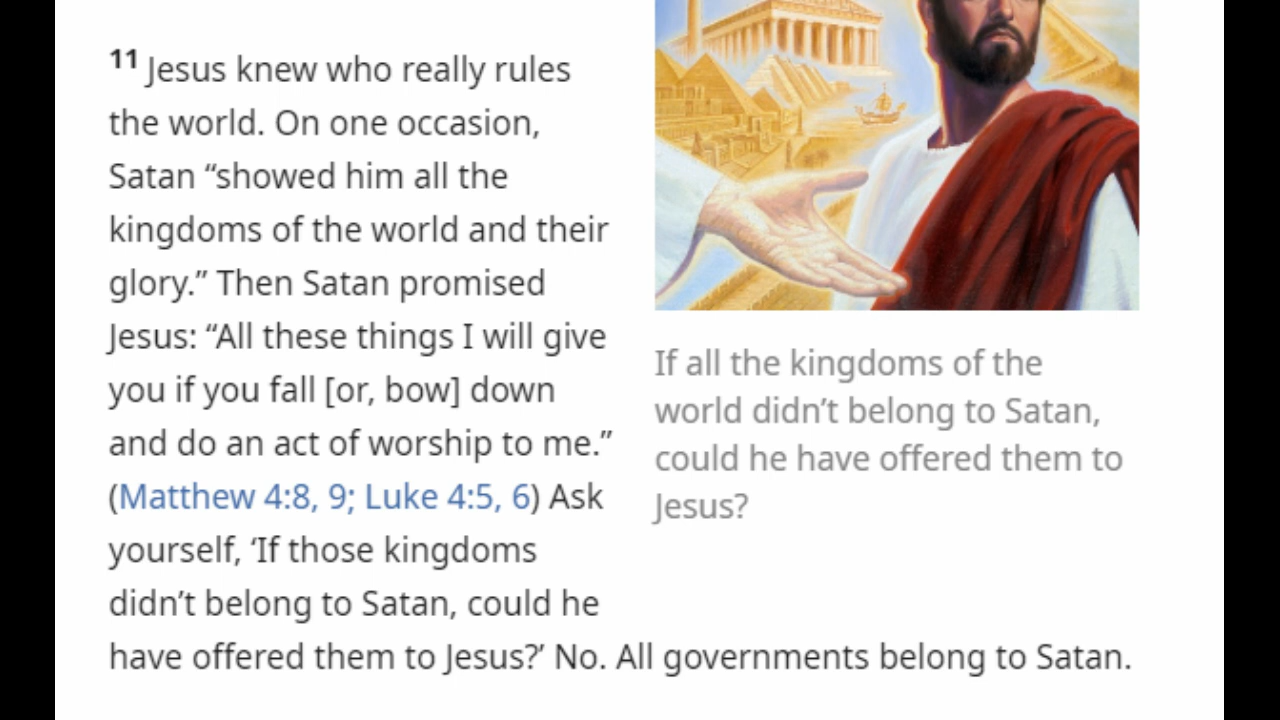 11 Jesus knew who really rules
the world. On one occasion,
Satan “showed him all the
kingdoms of the world and their
glory.” Then Satan promised
Jesus: “All these things I will give
you if you fall [or, bow] down
and do an act of worship to me.”
(Matthew 4:8, 9; Luke 4:5, 6) Ask
yourself, ‘If those kingdoms
didn’t belong to Satan, could he
have offered them to Jesus?’ No. All governments belong to Satan.
If all the kingdoms of the
world didn’t belong to Satan,
could he have offered them to
Jesus?